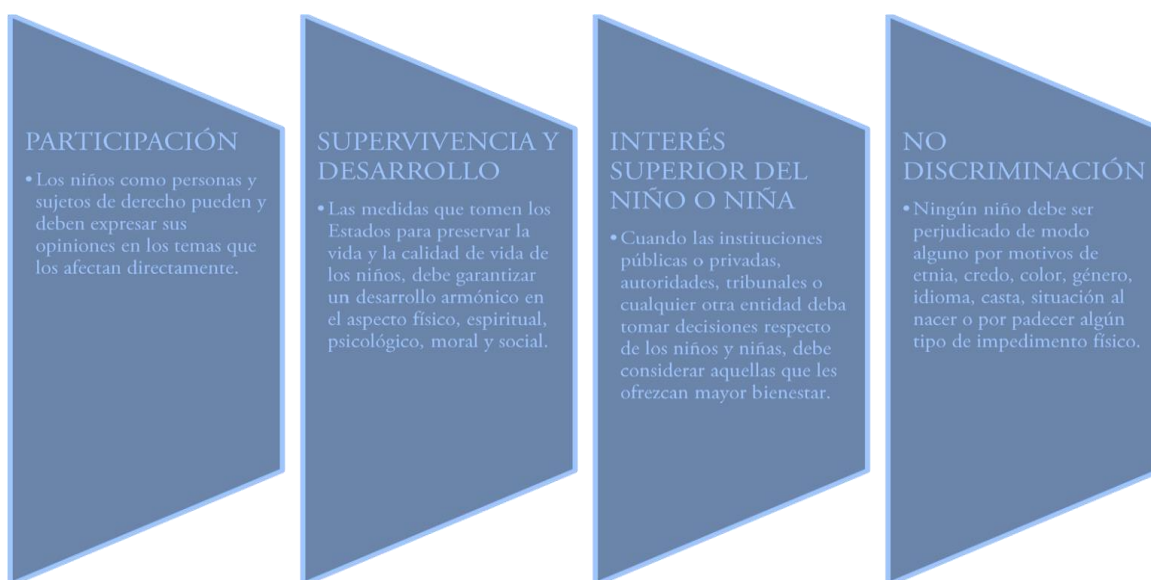 PARTICIPACIÓN
• Los niños como personas y
sujetos de derecho pueden y
deben expresar sus
opiniones en los temas que
los afectan directamente.
SUPERVIVENCIA Y
DESARROLLO
• Las medidas que tomen los
Estados para preservar la
vida y la calidad de vida de
los niños, debe garantizar
un desarrollo armónico en
el aspecto físico, espiritual,
psicológico, moral y social.
INTERÉS
SUPERIOR DEL
NIÑO O NIÑA
• Cuando las instituciones
públicas o privadas,
autoridades, tribunales o
cualquier otra entidad deba
tomar decisiones respecto
de los niños y niñas, debe
considerar aquellas que les
ofrezcan mayor bienestar.
NO
DISCRIMINACIÓN
• Ningún niño debe ser
perjudicado de modo
alguno por motivos de
etnia, credo, color, género,
idioma, casta, situación al
nacer o por padecer algún
tipo de impedimento físico.